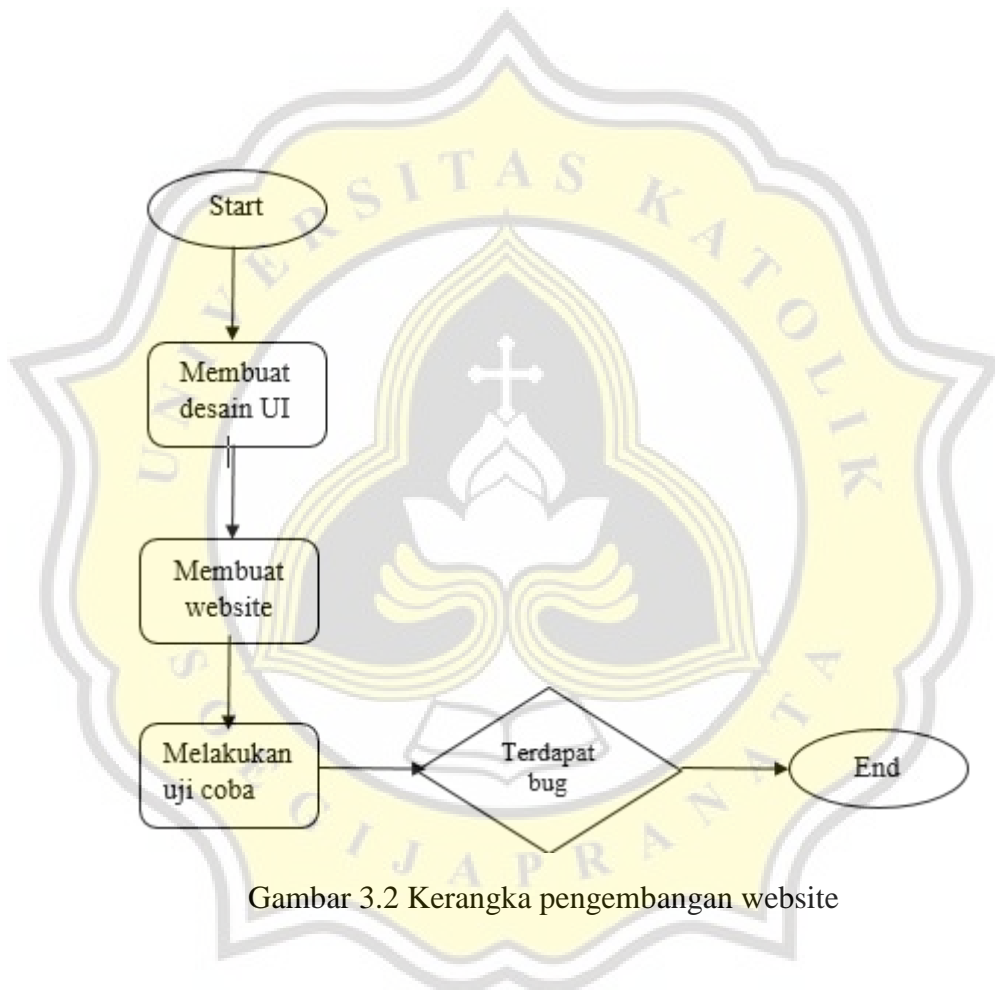 UNIVERSITAS KATOLIK
SOEGIJAPRANATA
Start
Membuat
desain UI
Membuat
website
Melakukan
uji coba
Terdapat
bug
End
Gambar 3.2 Kerangka pengembangan website